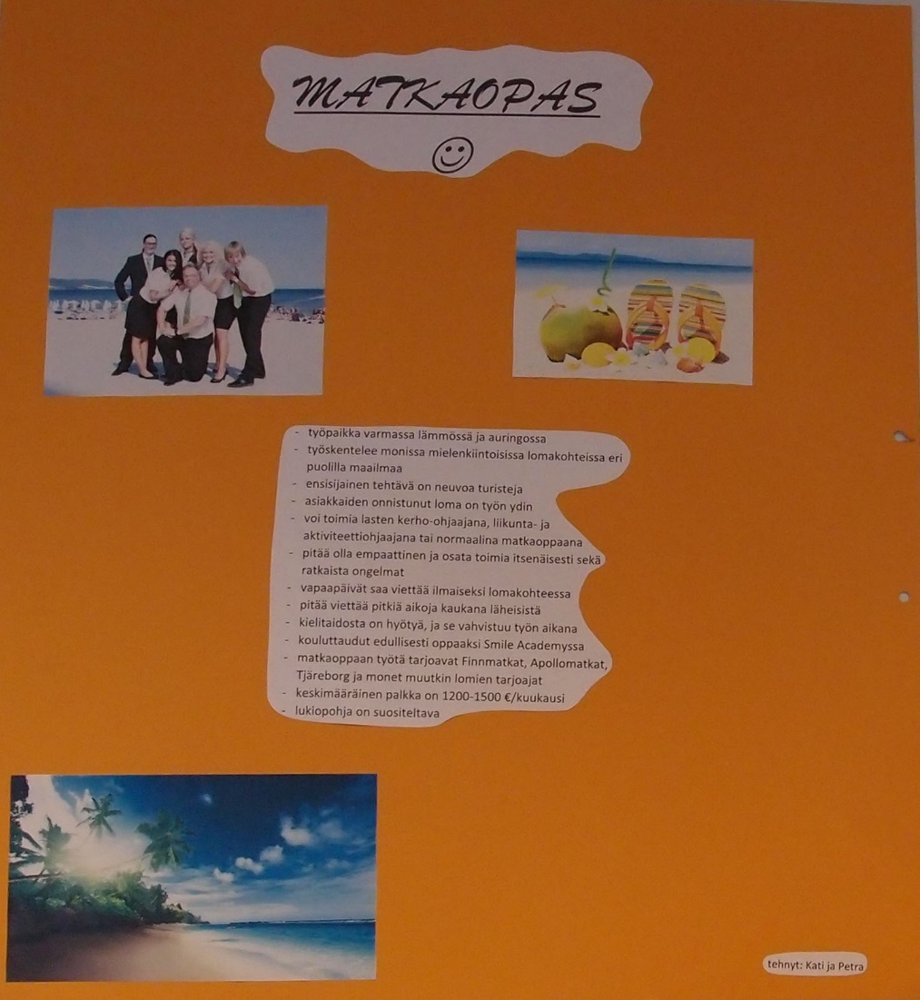 MATKAOPAS
- työpaikka varmassa lämmössä ja auringossa
- työskentelee monissa mielenkiintoisissa lomakohteissa eri
puolilla maailmaa
- ensisijainen tehtävä on neuvoa turisteja
- asiakkaiden onnistunut loma on työn ydin
- voi toimia lasten kerho-ohjaajana, liikunta- ja
aktiviteettiohjaajana tai normaalina matkaoppaana
- pitää olla empaattinen ja osata toimia itsenäisesti sekä
ratkaista ongelmat
- vapaapäivät saa viettää ilmaiseksi lomakohteessa
- pitää viettää pitkiä aikoja kaukana läheisistä
- kielitaidosta on hyötyä, ja se vahvistuu työn aikana
- kouluttaudut edullisesti oppaaksi Smile Academyssa
- matkaoppaan työtä tarjoavat Finnmatkat, Apollomatkat,
Tjäreborg ja monet muutkin lomien tarjoajat
- keskimääräinen palkka on 1200-1500 €/kuukausi
- lukiopohja on suositeltava
tehnyt: Kati ja Petra